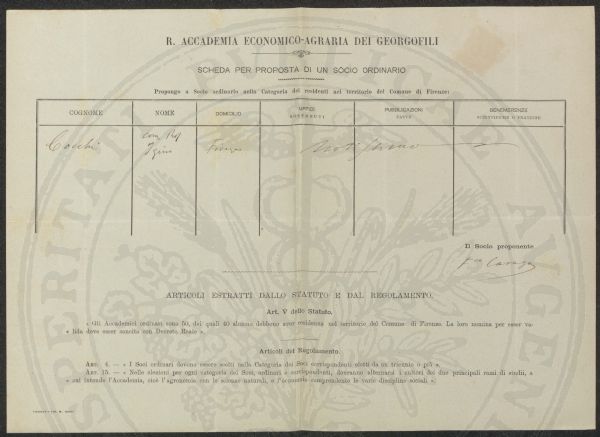 R. ACCADEMIA ECONOMICO-AGRARIA DEI GEORGOFILI
SCHEDA PER PROPOSTA DI UN SOCIO ORDINARIO
Propongo a Socio ordinario nella Categoria dei residenti nel territorio del Comune di Firenze:
COGNOME NOME DOMICILIO UFFICI SOSTENUTI PUBBLICAZIONI FATTE BENEMERENZE SCIENTIFICHE O PRATICHE
Cocchi Com. Prof Igino Firenze Notissimo
Il Socio proponente
ARTICOLI ESTRATTI DALLO STATUTO E DAL REGOLAMENTO.
Art. V dello Statuto.
« Gli Accademici ordinari sono 50, dei quali 40 almeno debbono aver residenza nel territorio del Comune di Firenze. La loro nomina per esser va-
« lida deve esser sancita con Decreto Reale ».
Articoli del Regolamento.
ART. 4. — « I Soci ordinari devono essere scelti nella Categoria dei Soci corrispondenti eletti da un triennio o più ».
ART. 15. — « Nelle elezioni per ogni categoria dei Soci, ordinari e corrispondenti, dovranno alternarsi i cultori dei due principali rami di studii, a
« cui intende l'Accademia, cioè l'agronomia con le scienze naturali, e l'economia comprendente le varie discipline sociali ».